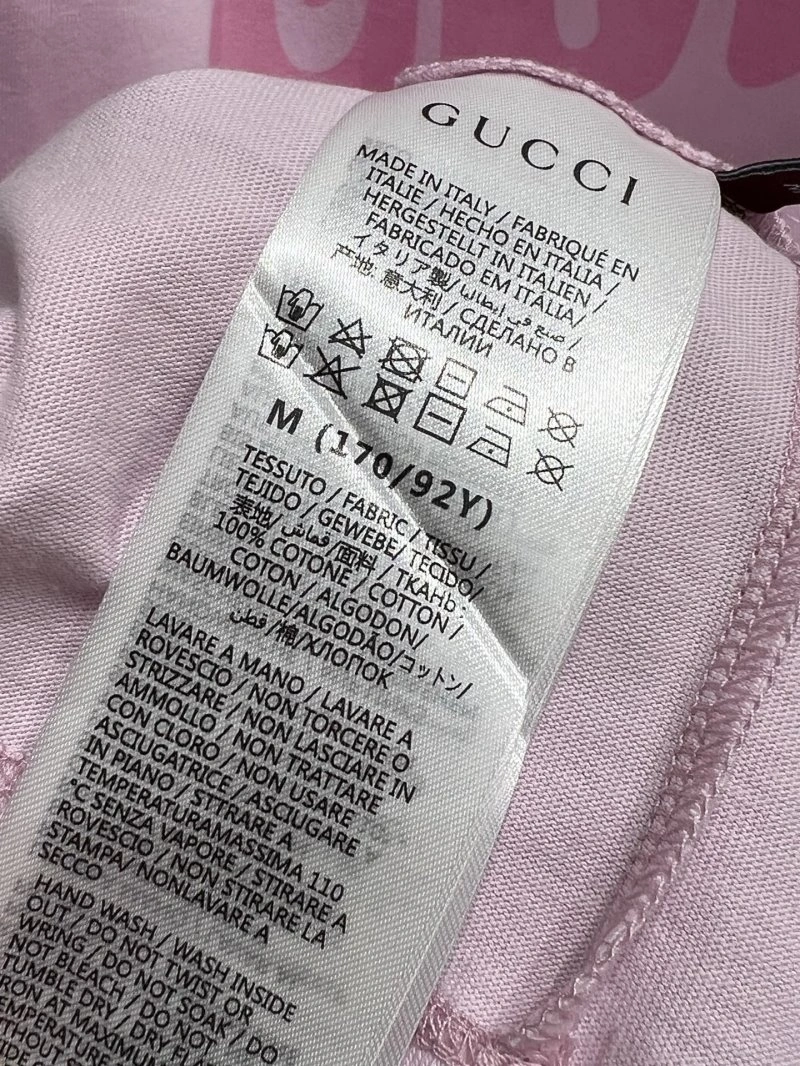 GUCCI
MADE IN ITALY / FABRIQUÉ EN
ITALIE / HECHO EN ITALIA /
HERGESTELLT IN ITALIEN /
FABRICADO EM ITALIA/
イタリア製/صنع في إيطاليا /
产地: 意大利 / СДЕЛАНО В
ИТАЛИИ
M (170/92Y)
TESSUTO / FABRIC / TISSU /
TEJIDO / GEWEBE/ TECIDO/
表地/قماش/面料 / ТКАНЬ :
100% COTONE / COTTON /
COTON / ALGODON/
BAUMWOLLE/ALGODÃO/コットン/
قطن/棉/ХЛОПОК
LAVARE A MANO / LAVARE A
ROVESCIO / NON TORCERE O
STRIZZARE / NON LASCIARE IN
AMMOLLO / NON TRATTARE
CON CLORO / NON USARE
ASCIUGATRICE / ASCIUGARE
IN PIANO / STTRARE A
TEMPERATURAMASSIMA 110
°C SENZA VAPORE / STIRARE A
ROVESCIO / NON STIRARE LA
STAMPA/ NONLAVARE A
SECCO
HAND WASH / WASH INSIDE
OUT / DO NOT TWIST OR
WRING / DO NOT SOAK / DO
NOT BLEACH / DO NOT
TUMBLE DRY / DRY
IRON AT MAXIMUM
TEMPERATURE